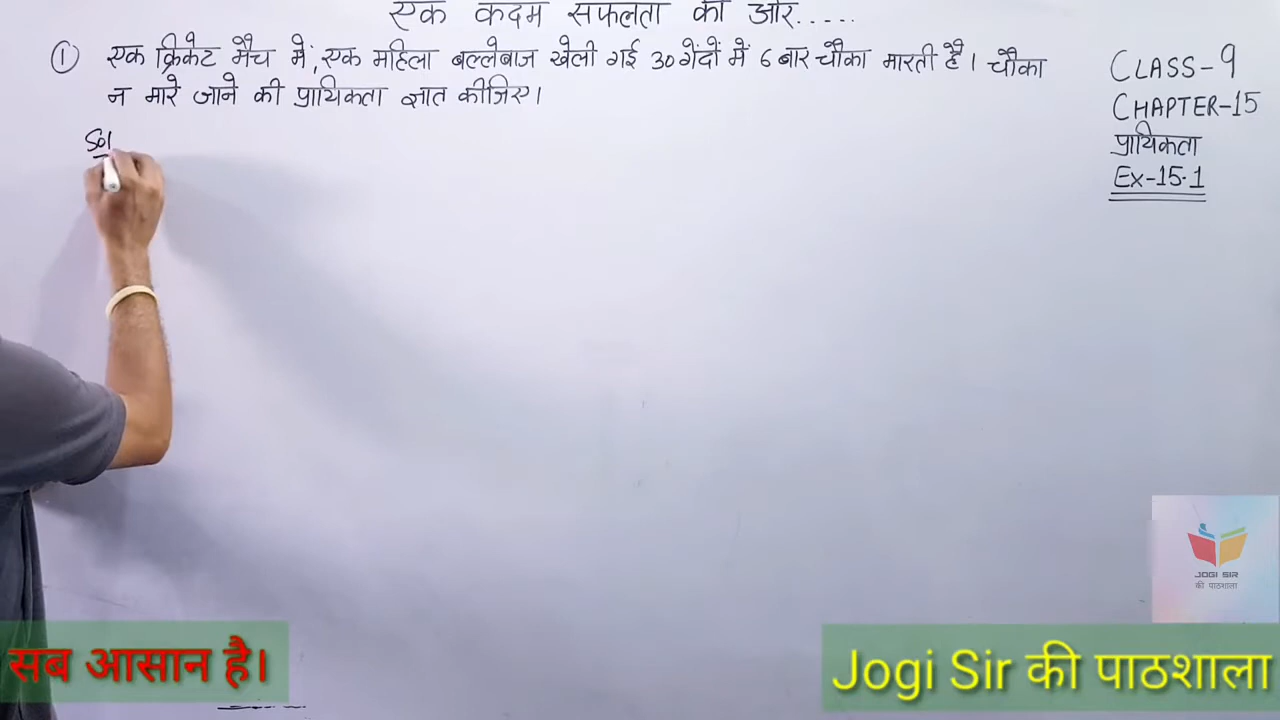 एक कदम सफलता की ओर.....
① एक क्रिकेट मैच में, एक महिला बल्लेबाज खेली गई 30 गेंदों में 6 बार चौका मारती है। चौका
न मारे जाने की प्रायिकता ज्ञात कीजिए।
Sol
CLASS-9
CHAPTER-15
प्रायिकता
Ex-15.1
JOGI SIR
की पाठशाला
सब आसान है।
Jogi Sir की पाठशाला